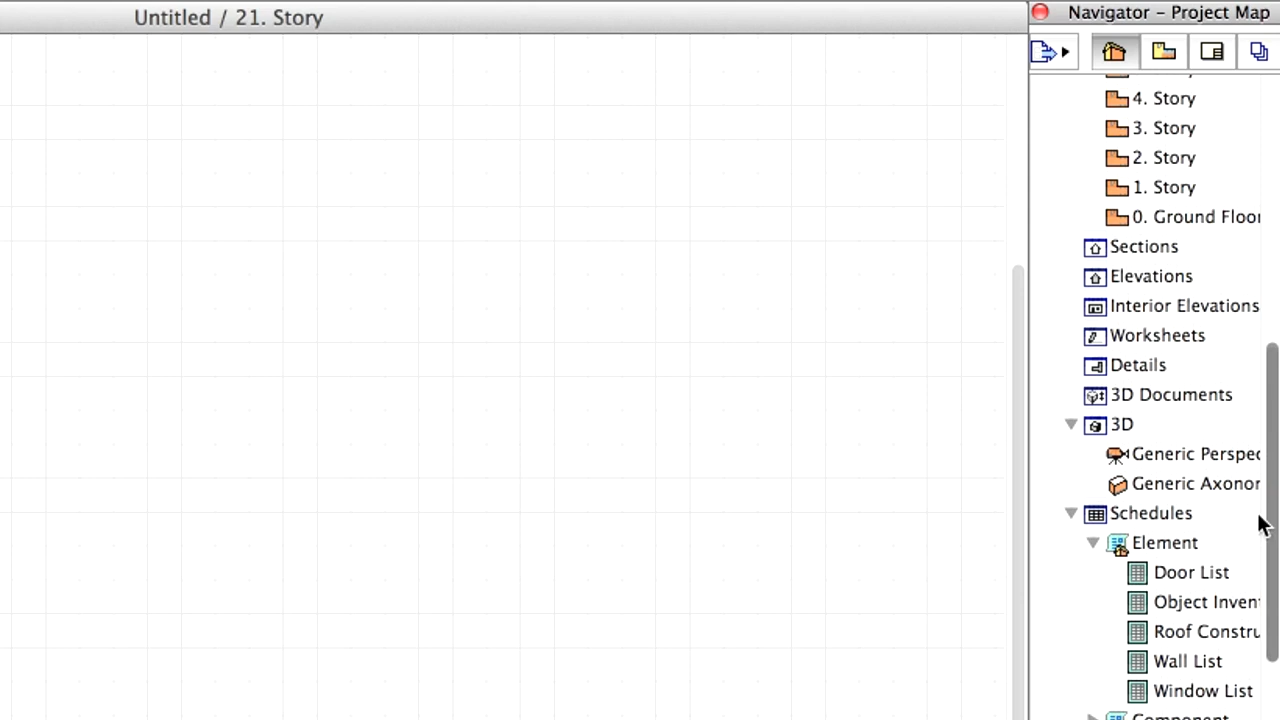 Untitled / 21. Story
Navigator - Project Map
4. Story
3. Story
2. Story
1. Story
0. Ground Floor
Sections
Elevations
Interior Elevations
Worksheets
Details
3D Documents
3D
Generic Perspec
Generic Axonor
Schedules
Element
Door List
Object Inven
Roof Constru
Wall List
Window List
Component